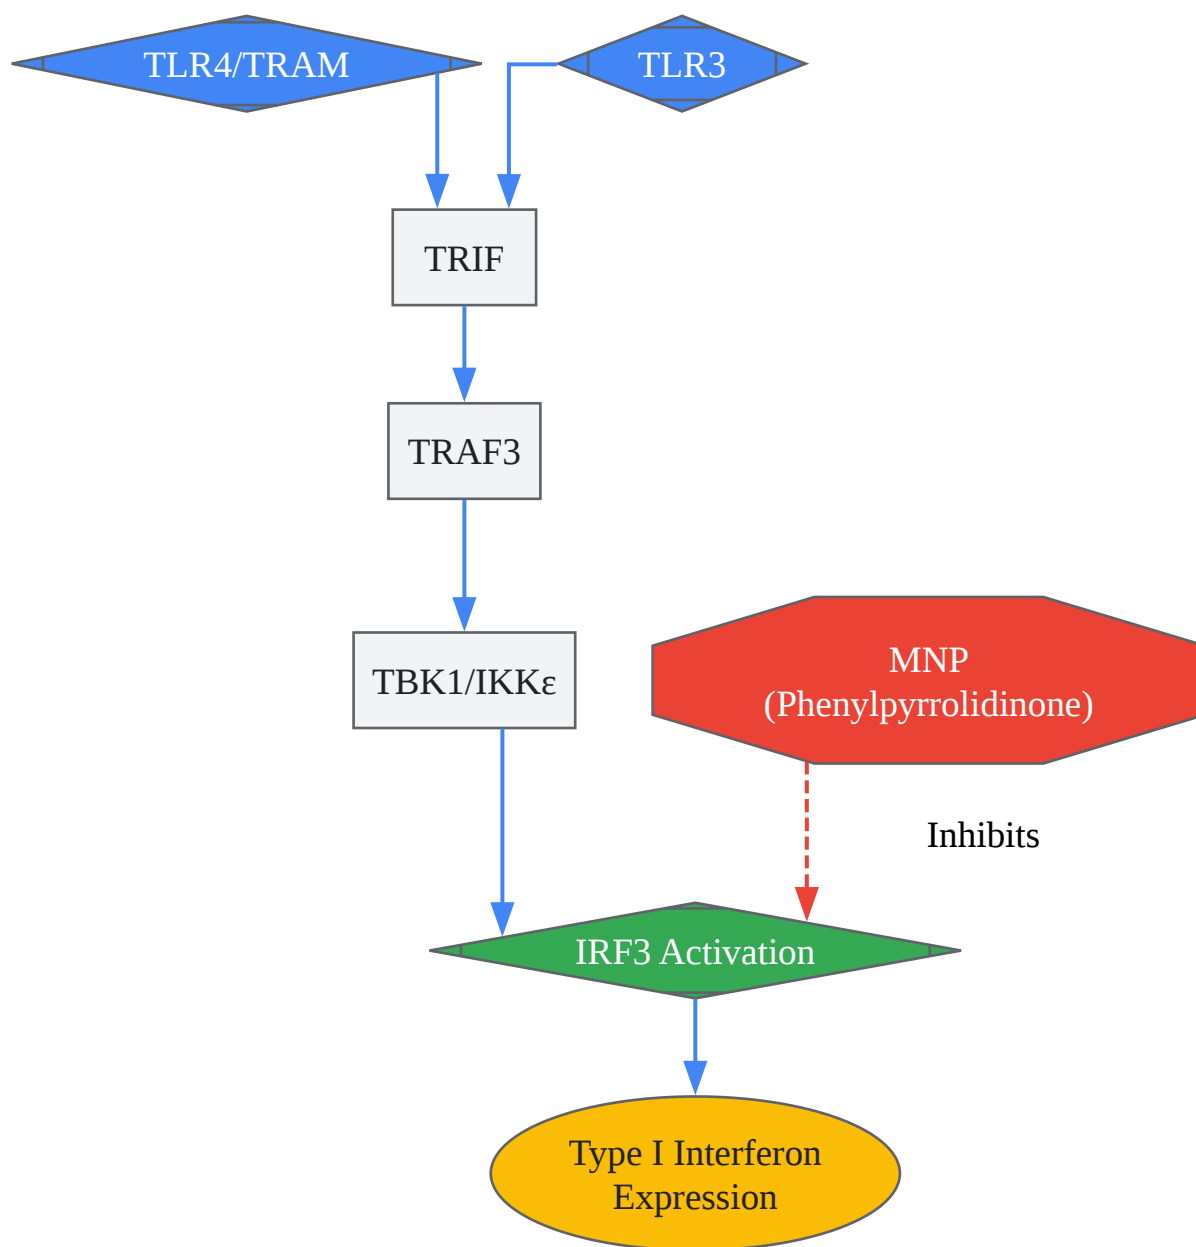 TLR4/TRAM
TLR3
TRIF
TRAF3
TBK1/IKKε
MNP
(Phenylpyrrolidinone)
Inhibits
IRF3 Activation
Type I Interferon
Expression